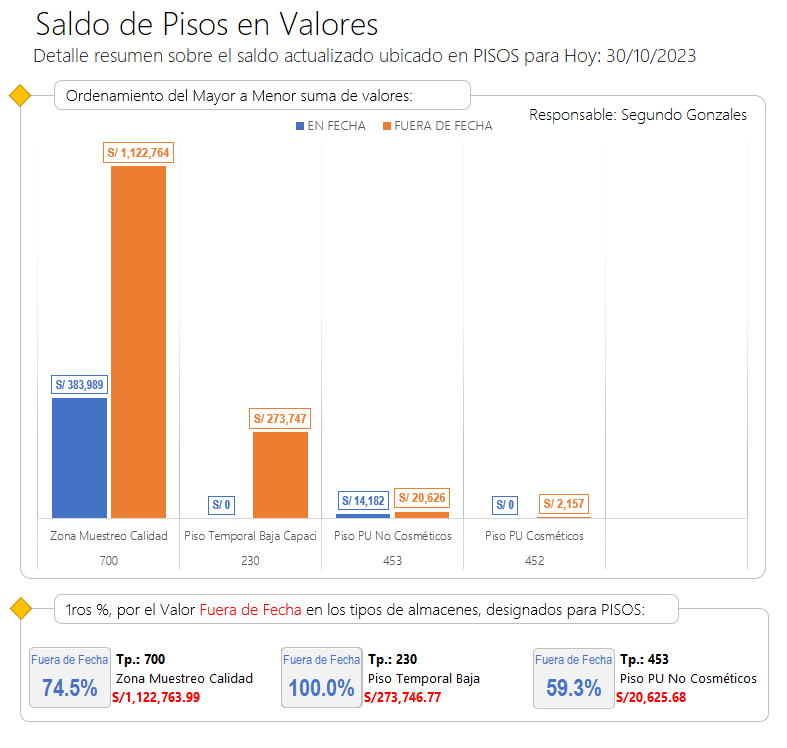 Saldo de Pisos en Valores
Detalle resumen sobre el saldo actualizado ubicado en PISOS para Hoy: 30/10/2023
Ordenamiento del Mayor a Menor suma de valores:
Responsable: Segundo Gonzales
EN FECHA FUERA DE FECHA
S/ 1,122,764
S/ 383,989
S/ 273,747
S/ 0
S/ 14,182
S/ 20,626
S/ 0
S/ 2,157
Zona Muestreo Calidad Piso Temporal Baja Capaci Piso PU No Cosméticos Piso PU Cosméticos
700 230 453 452
1ros %, por el Valor Fuera de Fecha en los tipos de almacenes, designados para PISOS:
Fuera de Fecha
74.5%
Tp.: 700
Zona Muestreo Calidad
S/1,122,763.99
Fuera de Fecha
100.0%
Tp.: 230
Piso Temporal Baja
S/273,746.77
Fuera de Fecha
59.3%
Tp.: 453
Piso PU No Cosméticos
S/20,625.68